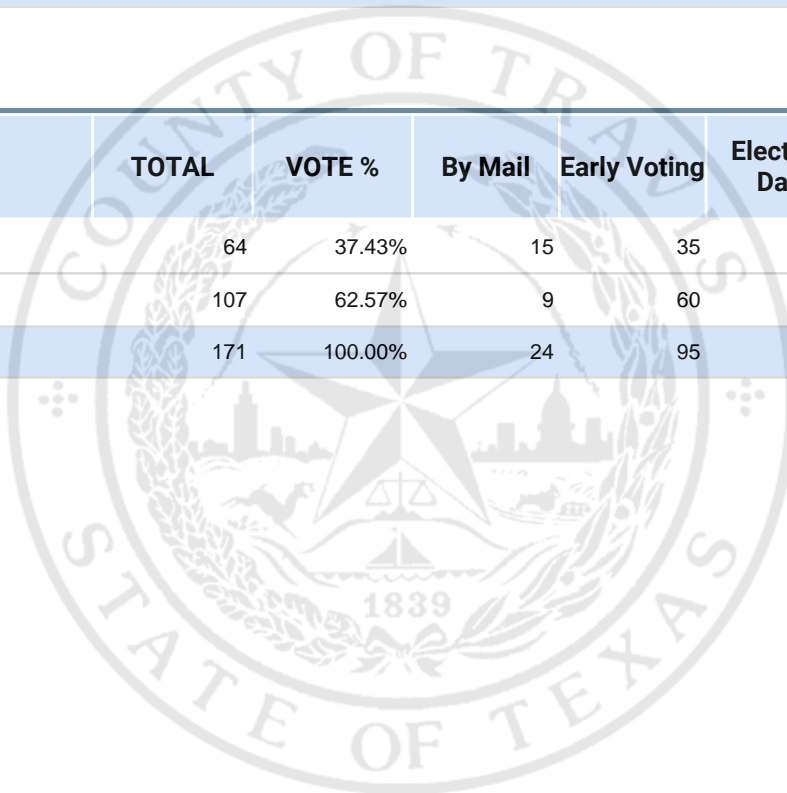 COUNTY OF TRAVIS
TOTAL VOTE % By Mail Early Voting
64 37.43% 15 35
107 62.57% 9 60
171 100.00% 24 95
1839
STATE OF TEXAS